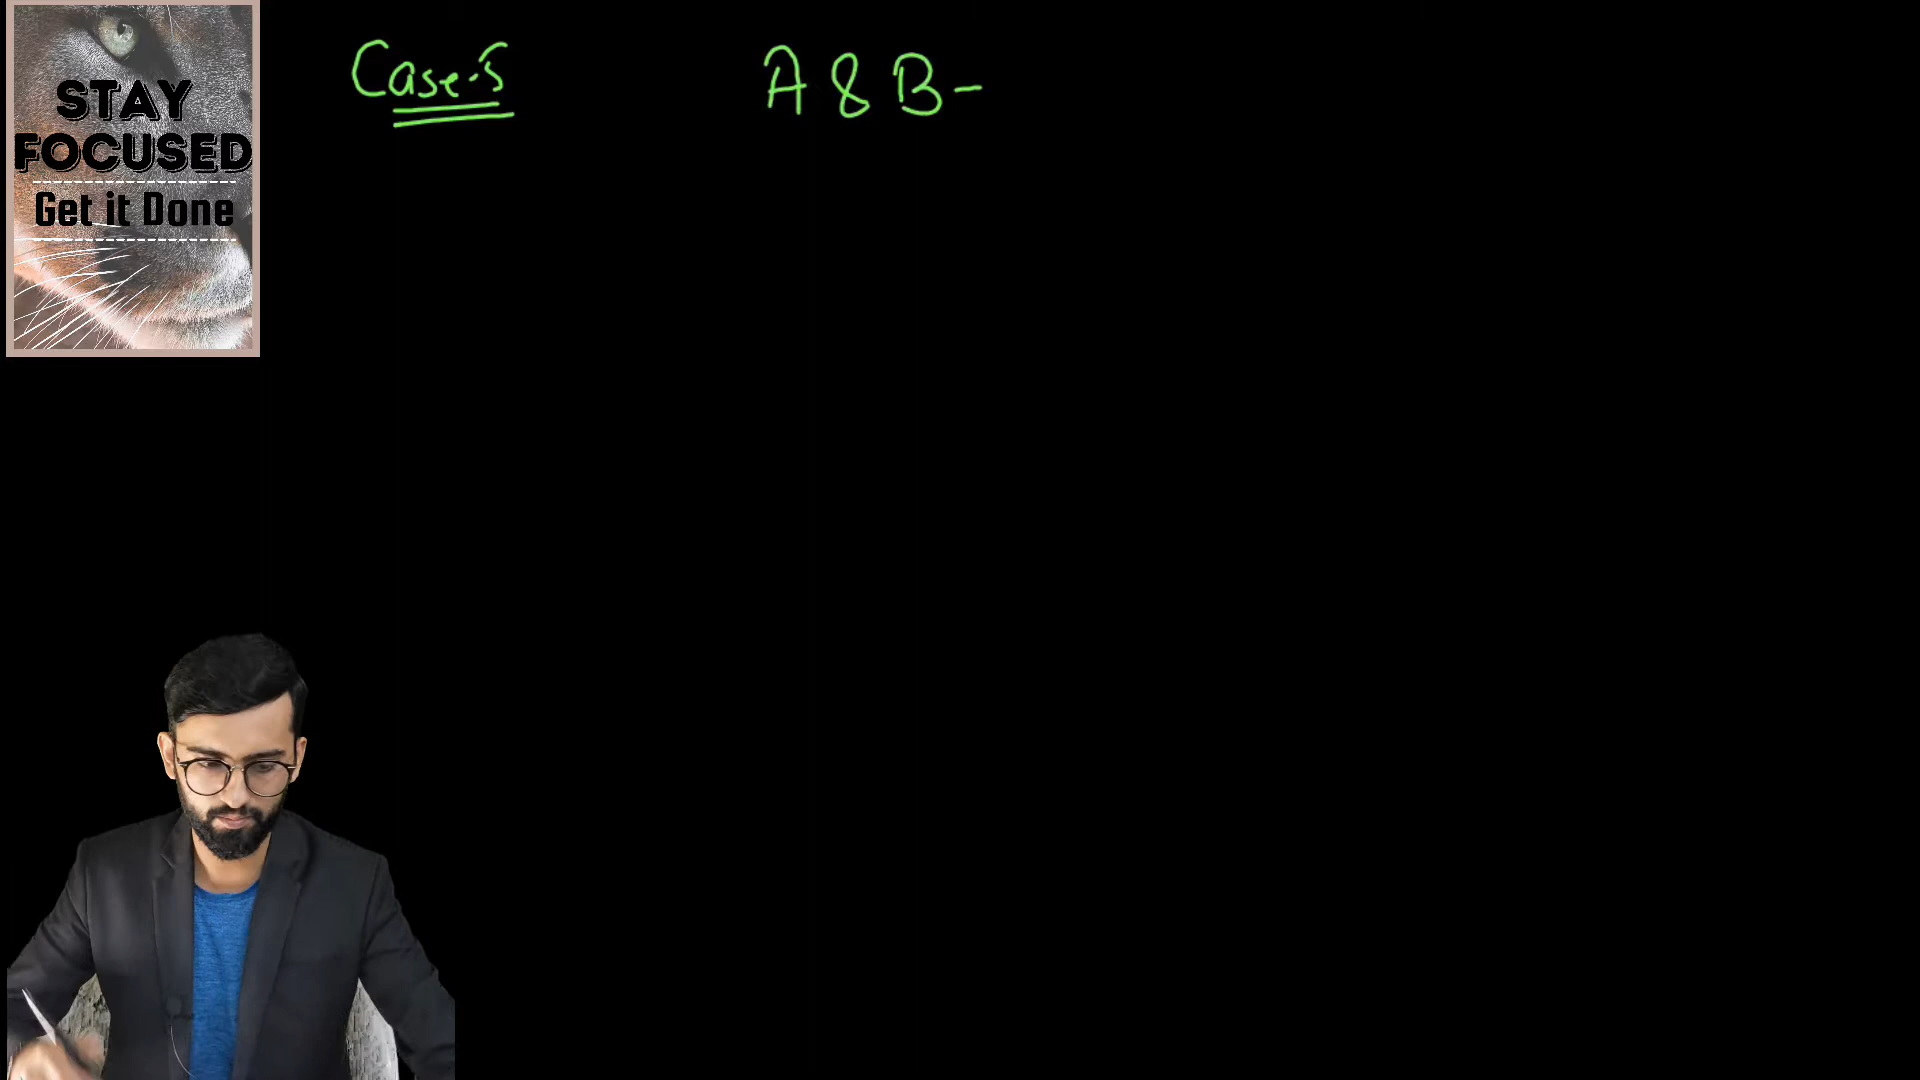 STAY
FOCUSED
Get it Done
Case-5
A & B -